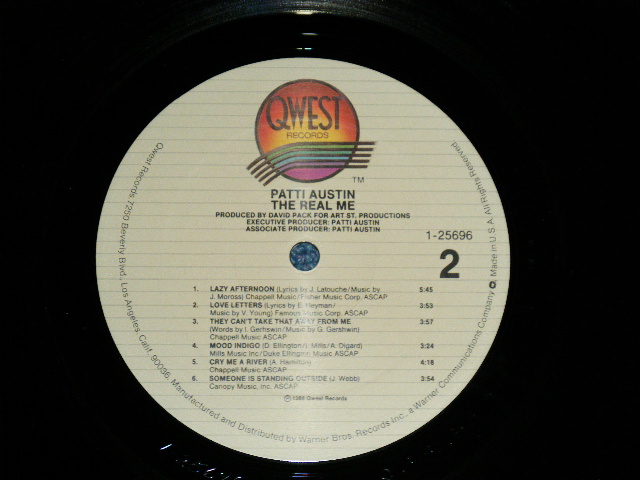 QWEST
RECORDS
TM
PATTI AUSTIN
THE REAL ME
PRODUCED BY DAVID PACK FOR ART ST. PRODUCTIONS
EXECUTIVE PRODUCER: PATTI AUSTIN
ASSOCIATE PRODUCER: PATTI AUSTIN
1-25696
2
1. LAZY AFTERNOON (Lyrics by J. Latouche/Music by 5:45
J. Moross) Chappell Music/Fisher Music Corp. ASCAP
2. LOVE LETTERS (Lyrics by E. Heyman/ 3:53
Music by V. Young) Famous Music Corp. ASCAP
3. THEY CAN'T TAKE THAT AWAY FROM ME 3:57
(Words by I. Gerhswin/Music by G. Gershwin)
Chappell Music ASCAP
4. MOOD INDIGO (D. Ellington/I. Mills/A. Bigard) 3:24
Mills Music Inc/Duke Ellington Music ASCAP
5. CRY ME A RIVER (A. Hamilton) 4:18
Chappell Music ASCAP
6. SOMEONE IS STANDING OUTSIDE (J. Webb) 3:54
Canopy Music, Inc. ASCAP
℗ 1988 Qwest Records
Qwest Records 7250 Beverly Blvd., Los Angeles, Calif. 90036, Manufactured and Distributed by Warner Bros. Records Inc., a Warner Communications Company Made in U.S.A. All Rights Reserved